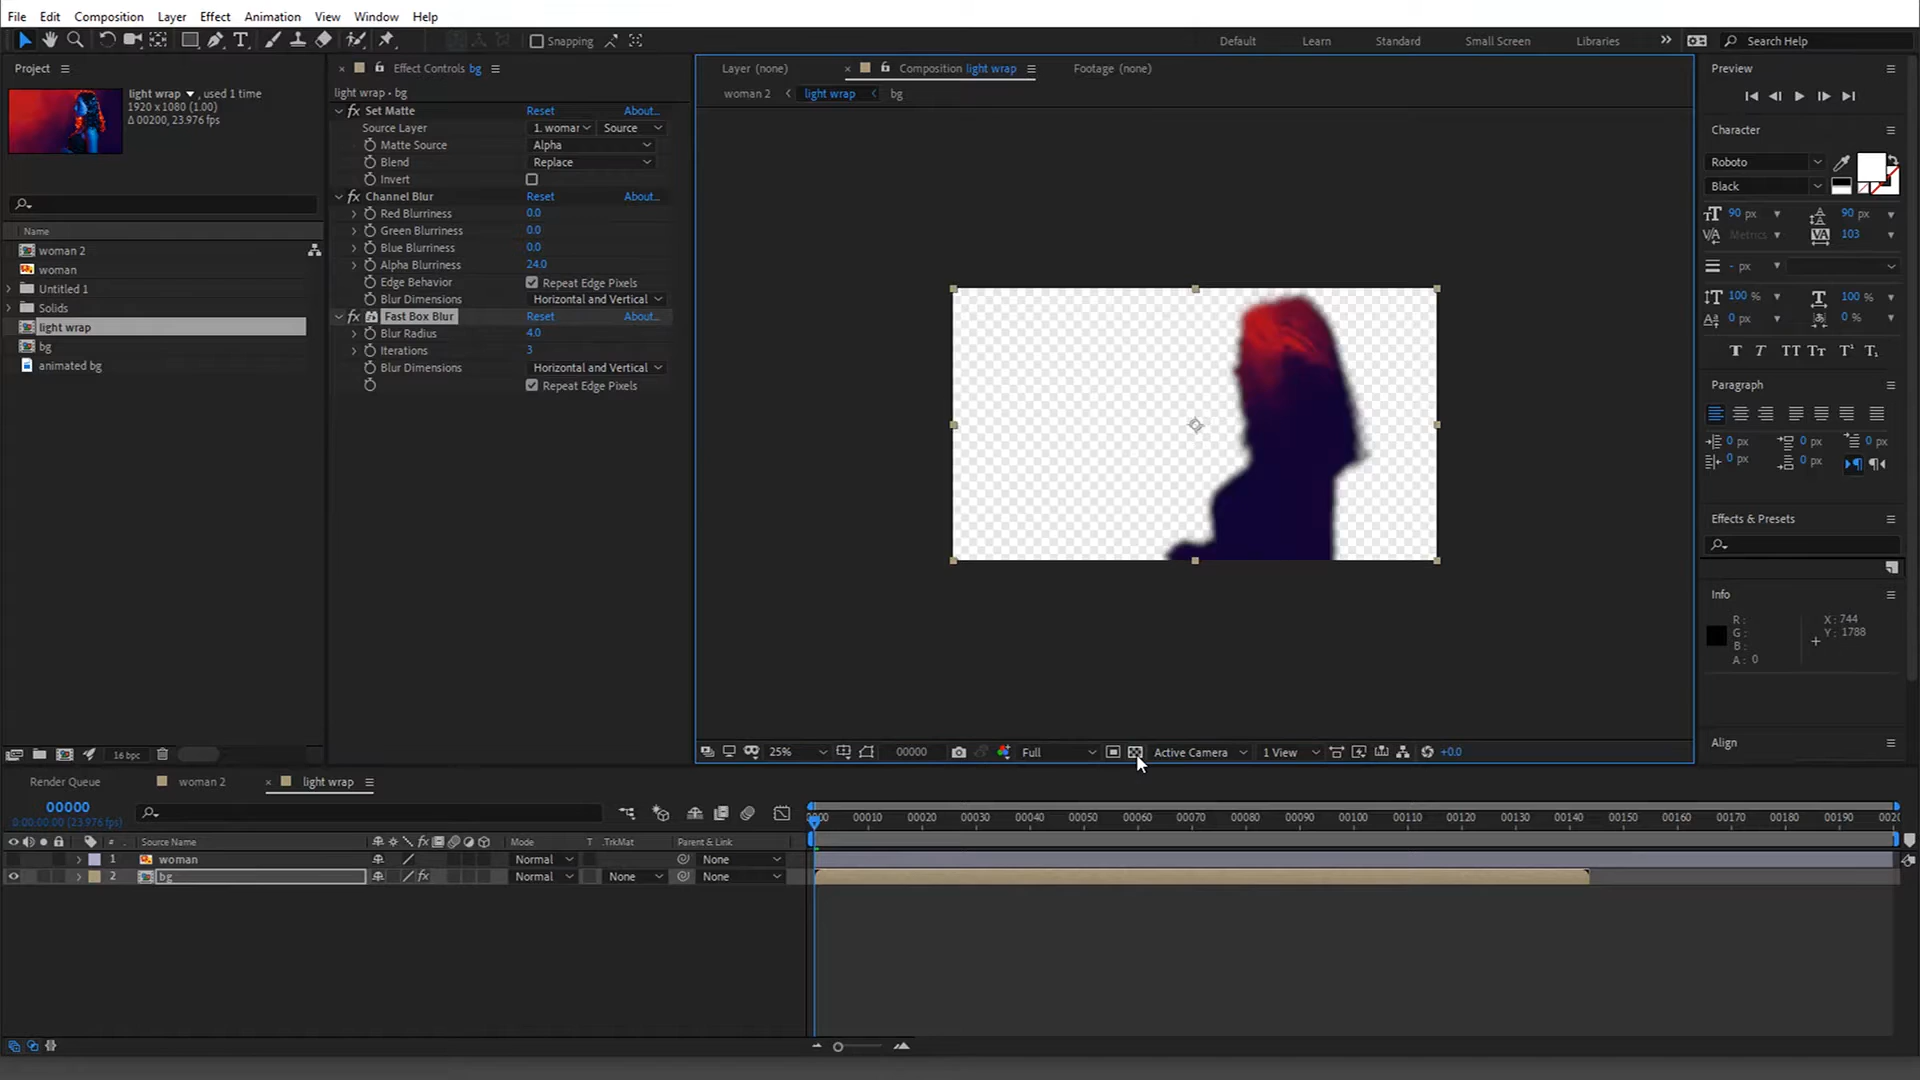 File Edit Composition Layer Effect Animation View Window Help
Snapping
Default Learn Standard Small Screen Libraries » Search Help
Project
light wrap ▼, used 1 time
1920 x 1080 (1.00)
Δ 00200, 23.976 fps
Name
woman 2
woman
Untitled 1
Solids
light wrap
bg
animated bg
16 bpc
Effect Controls bg
light wrap • bg
fx Set Matte Reset About...
Source Layer 1. womar Source
Matte Source Alpha
Blend Replace
Invert
fx Channel Blur Reset About...
Red Blurriness 0.0
Green Blurriness 0.0
Blue Blurriness 0.0
Alpha Blurriness 24.0
Edge Behavior Repeat Edge Pixels
Blur Dimensions Horizontal and Vertical
fx Fast Box Blur Reset About...
Blur Radius 4.0
Iterations 3
Blur Dimensions Horizontal and Vertical
Repeat Edge Pixels
Layer (none) × Composition light wrap Footage (none)
woman 2 light wrap bg
25% 00000 Full Active Camera 1 View +0.0
Preview
Character
Roboto
Black
90 px 90 px
Metrics 103
- px
100 % 100 %
0 px 0 %
T T TT Tт T¹ T₁
Paragraph
0 px 0 px 0 px
0 px 0 px
Effects & Presets
Info
R : X : 744
G : Y : 1788
B :
A : 0
Align
Render Queue woman 2 × light wrap
00000
0:00:00:00 (23.976 fps)
# Source Name fx Mode T .TrkMat Parent & Link
1 woman Normal None
2 bg fx Normal None None
0000 00010 00020 00030 00040 00050 00060 00070 00080 00090 00100 00110 00120 00130 00140 00150 00160 00170 00180 00190 0020